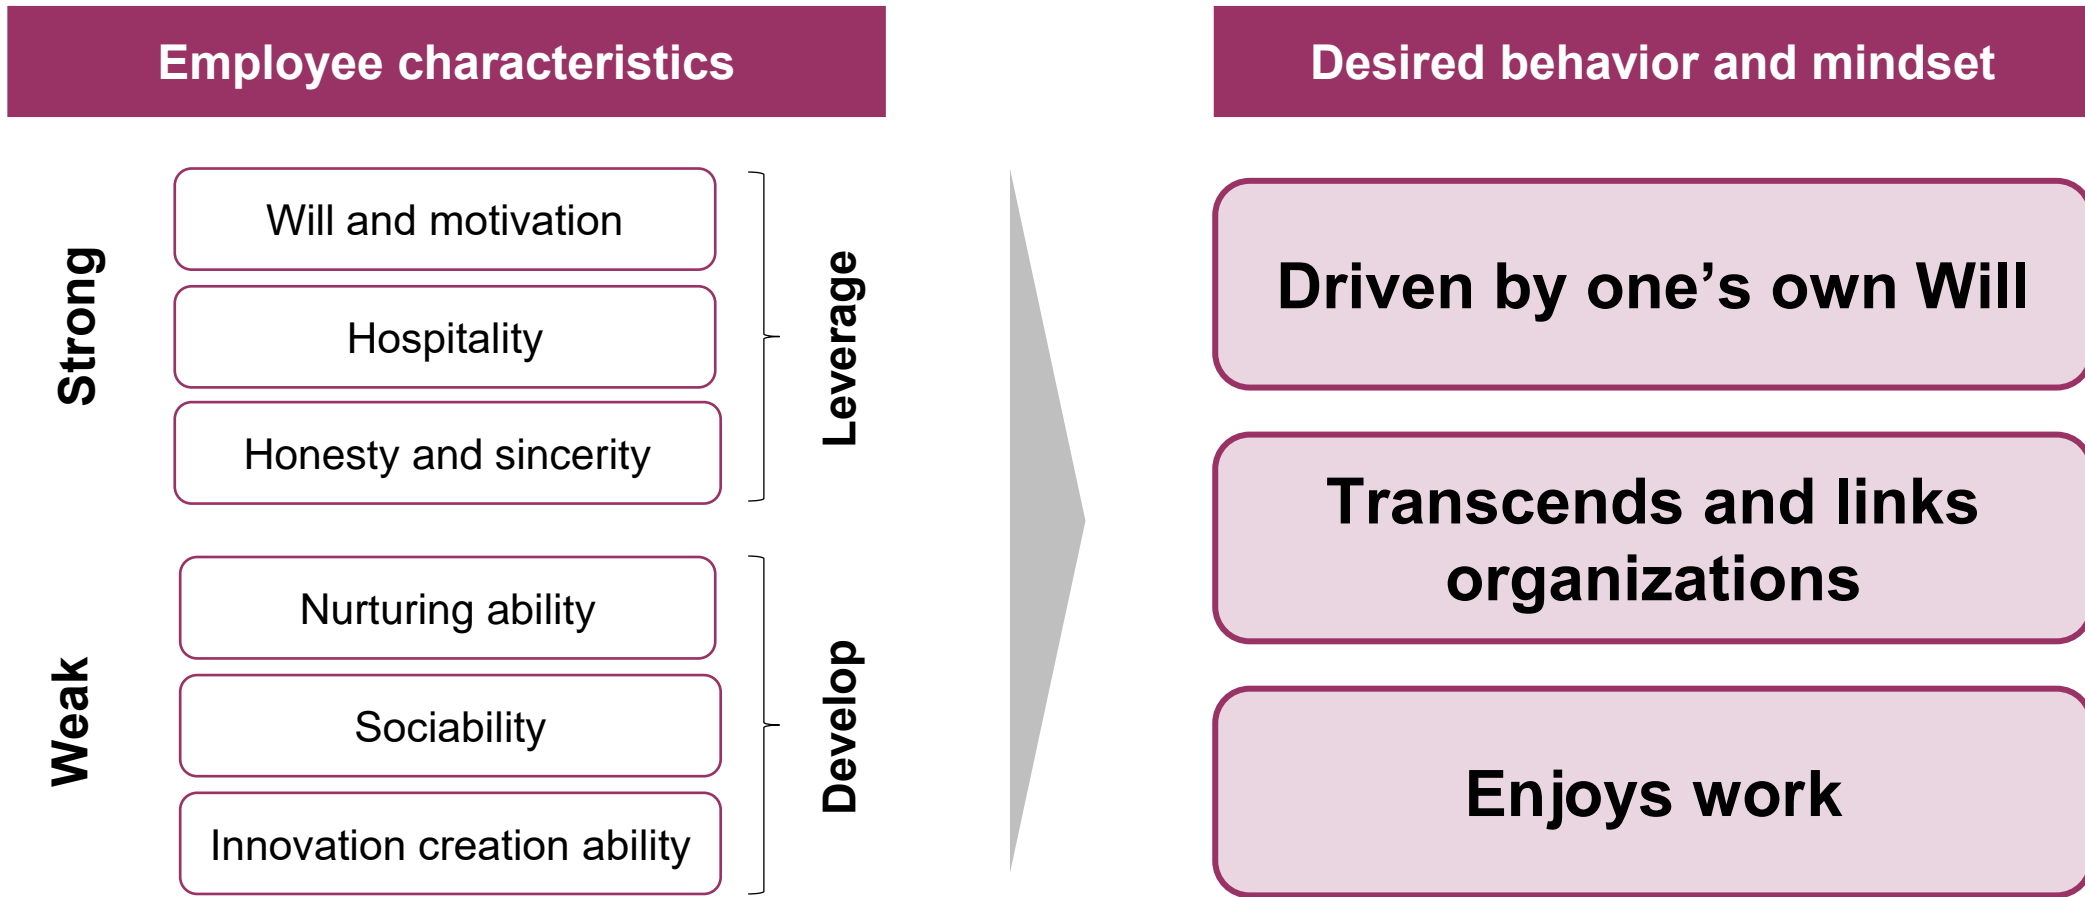 Employee characteristics
Strong
Will and motivation
Hospitality
Honesty and sincerity
Leverage
Weak
Nurturing ability
Sociability
Innovation creation ability
Develop
Desired behavior and mindset
Driven by one’s own Will
Transcends and links
organizations
Enjoys work